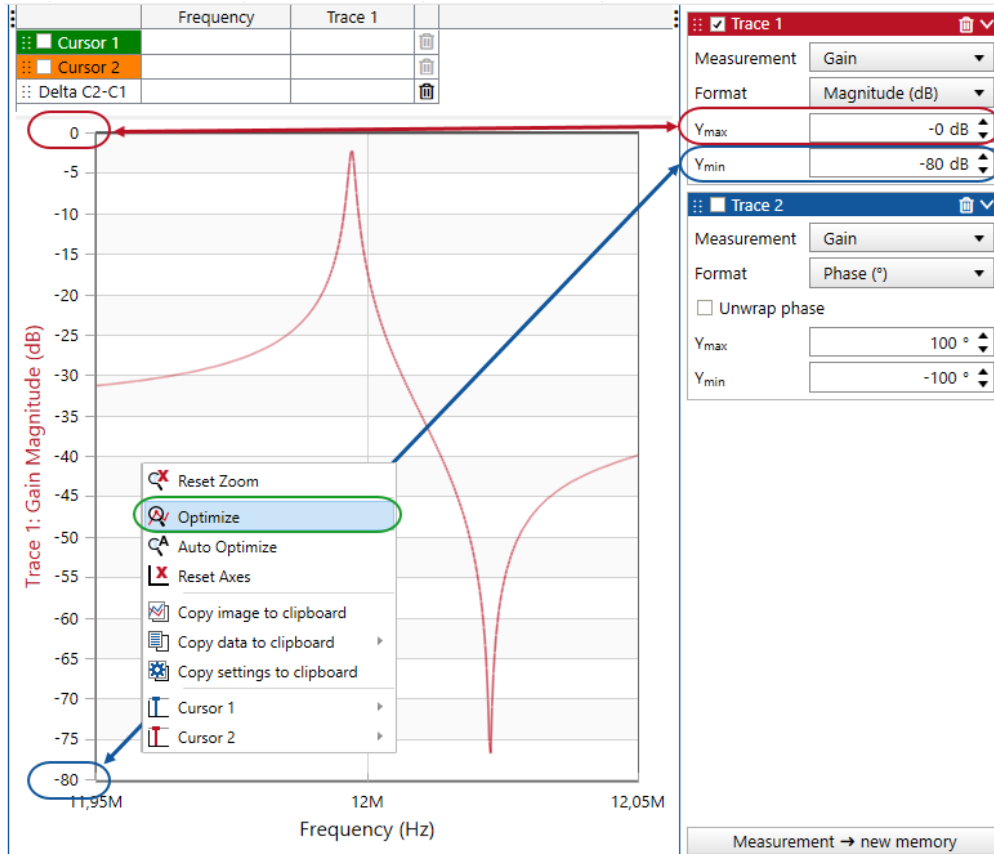 Frequency Trace 1
Cursor 1
Cursor 2
Delta C2-C1
0
-5
-10
-15
-20
-25
-30
-35
-40
-45
-50
-55
-60
-65
-70
-75
-80
Trace 1: Gain Magnitude (dB)
11,95M 12M 12,05M
Frequency (Hz)
Reset Zoom
Optimize
Auto Optimize
Reset Axes
Copy image to clipboard
Copy data to clipboard
Copy settings to clipboard
Cursor 1
Cursor 2
Trace 1
Measurement Gain
Format Magnitude (dB)
Ymax -0 dB
Ymin -80 dB
Trace 2
Measurement Gain
Format Phase (°)
Unwrap phase
Ymax 100 °
Ymin -100 °
Measurement → new memory